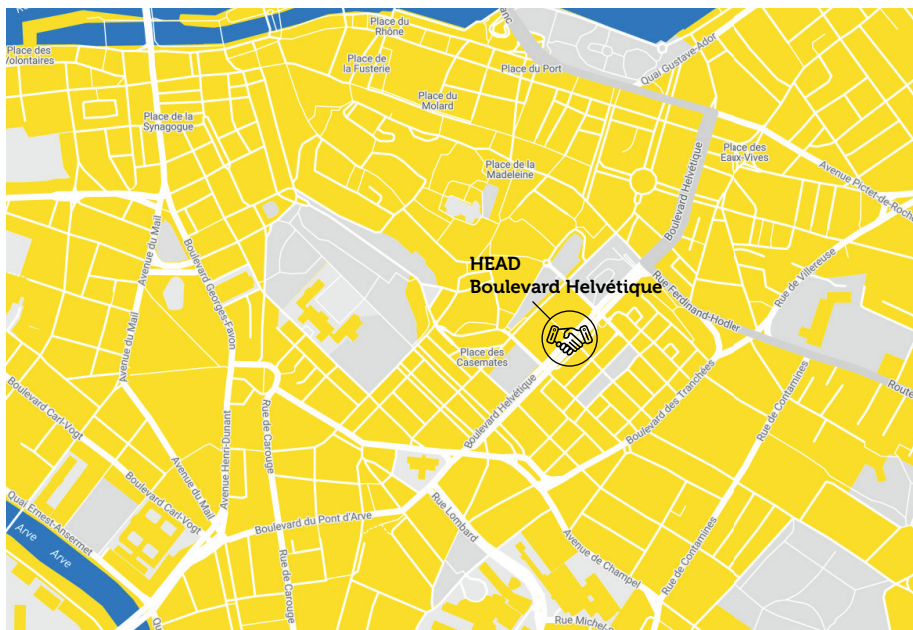 Place du
Rhône
Place des
Volontaires
Place de
la Fusterie
Place du Port
Quai Gustave-Ador
Place du
Molard
Place de la
Synagogue
Place des
Eaux-Vives
Place de la
Madeleine
Boulevard Helvétique
Avenue du Mail
Boulevard Georges-Favon
HEAD
Boulevard Helvétique
Rue de Villereuse
Rue Ferdinand-Hodler
Avenue du Mail
Place des
Casemates
Boulevard Helvétique
Boulevard des Tranchées
Rue de Contamines
Route
Boulevard Carl-Vogt
Rue de Carouge
Avenue Henri-Dunant
Avenue du Mail
Boulevard Carl-Vogt
Quai Ernest-Ansermet
Arve
Arve
Boulevard du Pont d'Arve
Rue Lombard
Avenue de Champel
Rue de Contamines
Rue de Carouge